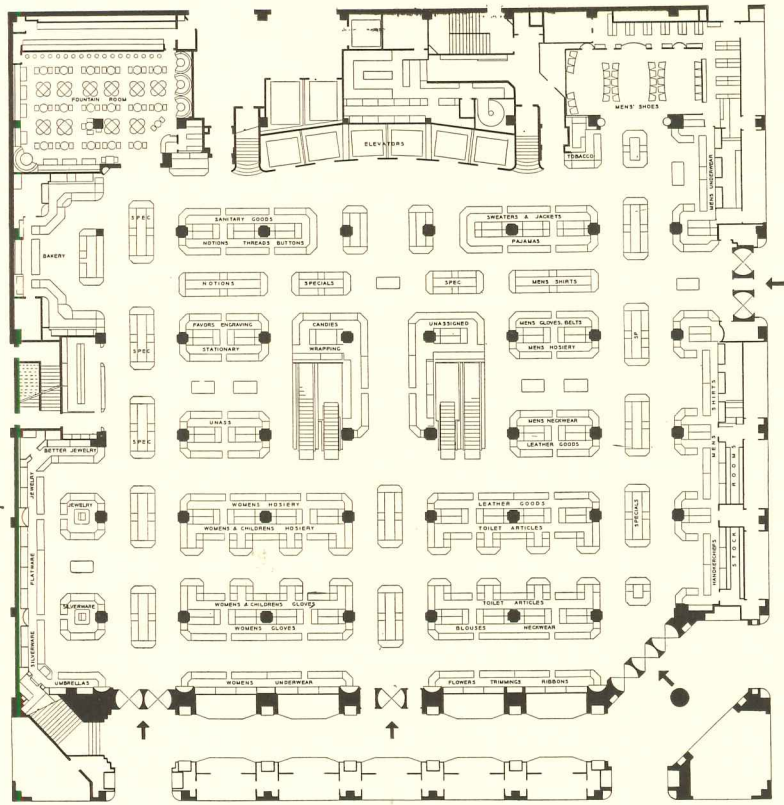 FOUNTAIN ROOM
MENS' SHOES
ELEVATORS
TOBACCO
MENS UNDERWEAR
SPEC
SANITARY GOODS
NOTIONS THREADS BUTTONS
SWEATERS & JACKETS
PAJAMAS
BAKERY
NOTIONS
SPECIALS
SPEC
MENS SHIRTS
SPEC
FAVORS ENGRAVING
STATIONARY
CANDIES
WRAPPING
UNASSIGNED
MENS GLOVES, BELTS
MENS HOSIERY
SP
MENS SHIRTS
SPEC
UNASS
MENS NECKWEAR
LEATHER GOODS
BETTER JEWELRY
JEWELRY
JEWELRY
WOMENS HOSIERY
WOMENS & CHILDRENS HOSIERY
LEATHER GOODS
TOILET ARTICLES
SPECIALS
STOCK ROOMS
HANDKERCHIEFS
FLATWARE
SILVERWARE
WOMENS & CHILDRENS GLOVES
WOMENS GLOVES
TOILET ARTICLES
BLOUSES NECKWEAR
SILVERWARE
UMBRELLAS
WOMENS UNDERWEAR
FLOWERS TRIMMINGS RIBBONS